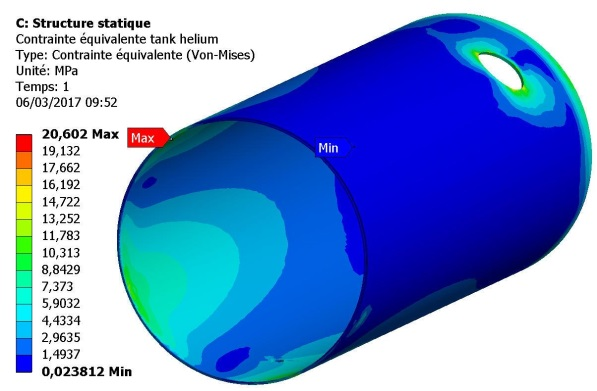 C: Structure statique
Contrainte équivalente tank helium
Type: Contrainte équivalente (Von-Mises)
Unité: MPa
Temps: 1
06/03/2017 09:52
20,602 Max
19,132
17,662
16,192
14,722
13,252
11,783
10,313
8,8429
7,373
5,9032
4,4334
2,9635
1,4937
0,023812 Min
Max
Min